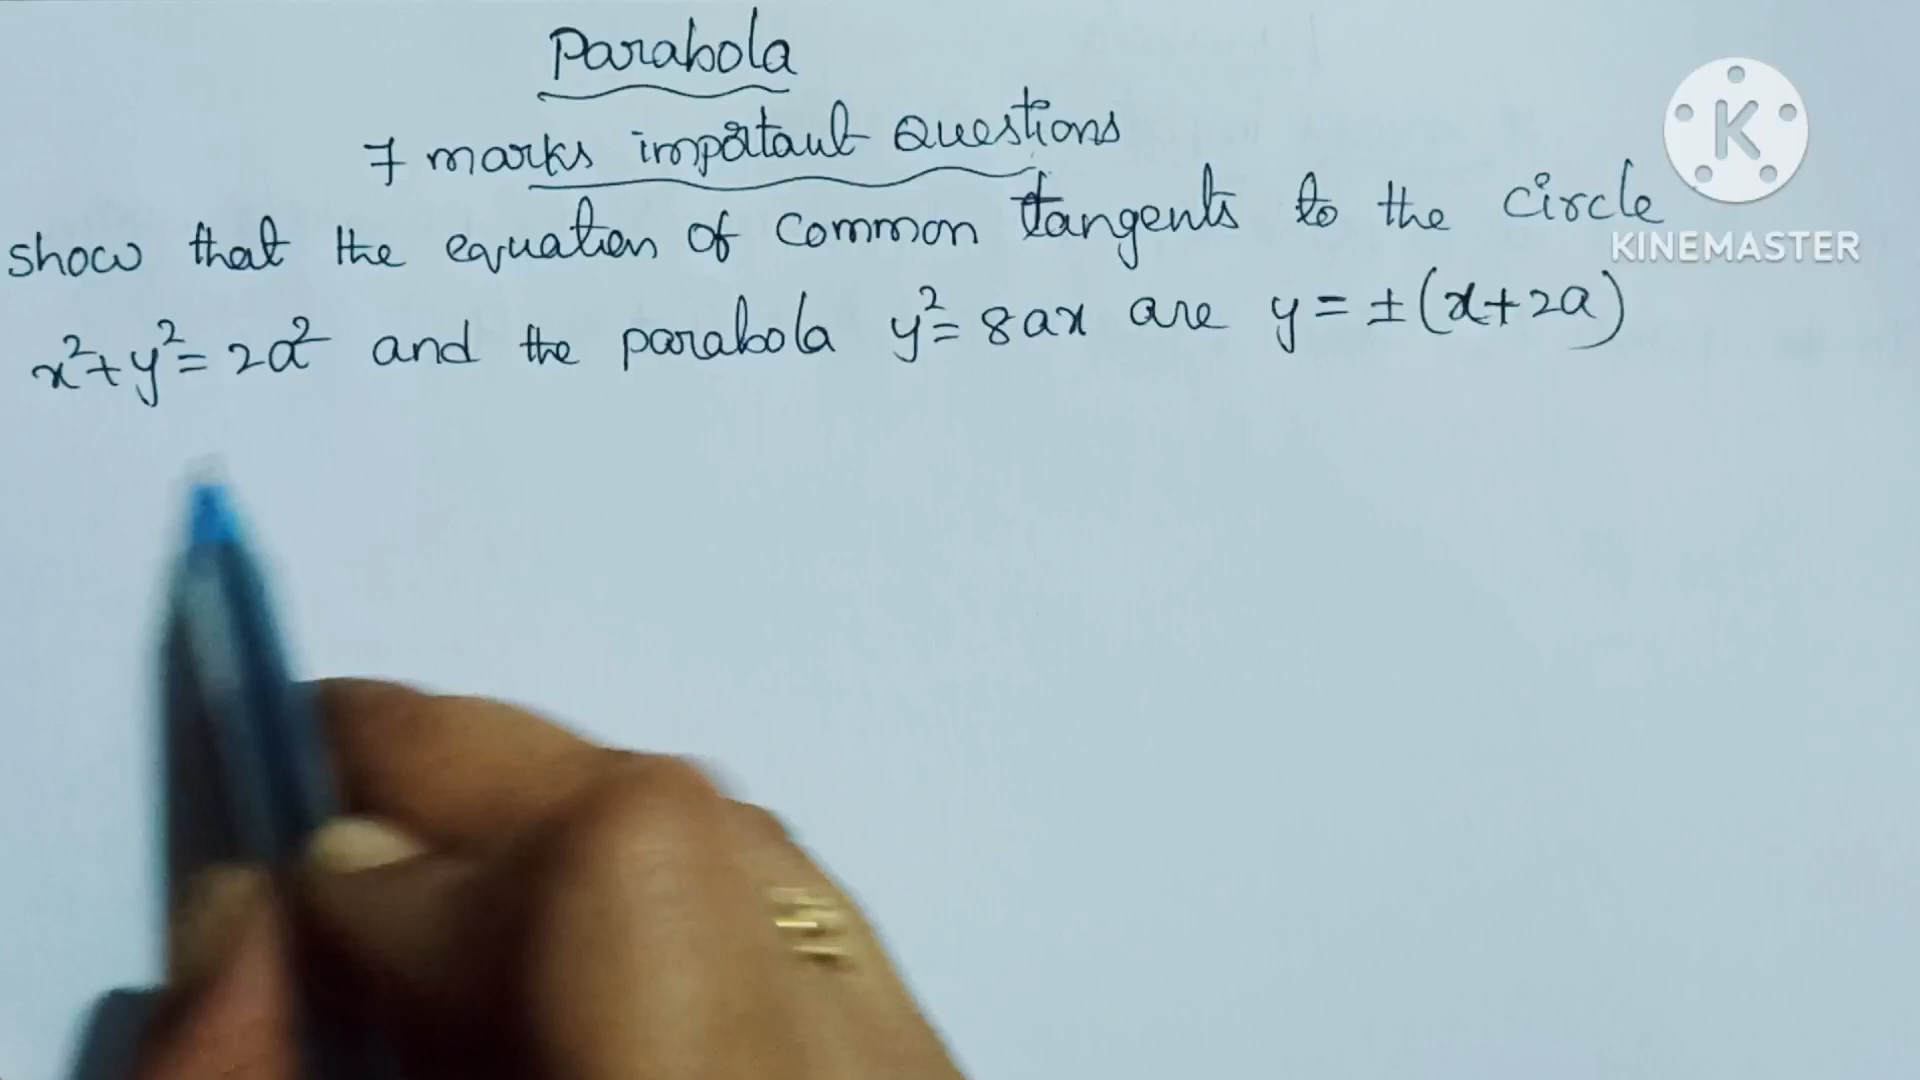 Parabola
7 marks important Questions
show that the equation of common tangents to the circle
x²+y²=2a² and the parabola y²=8ax are y=±(x+2a)
K
KINEMASTER